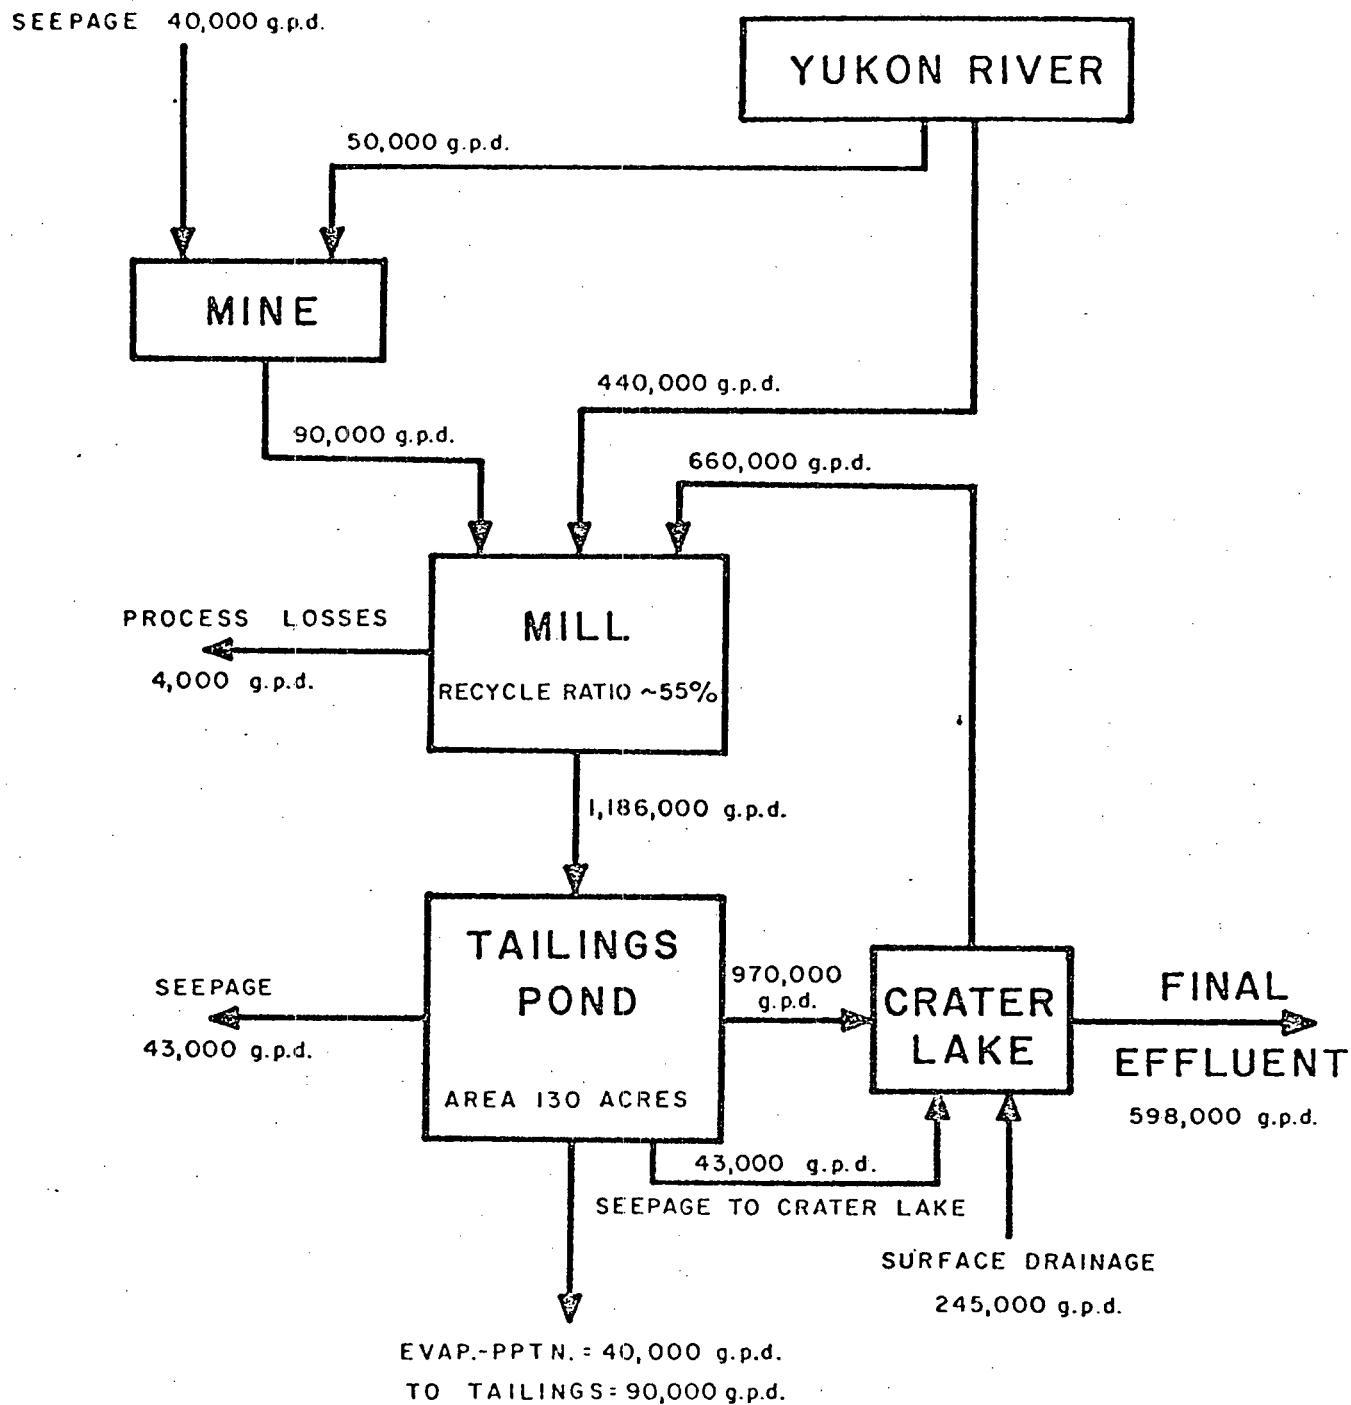 SEEPAGE 40,000 g.p.d.
YUKON RIVER
50,000 g.p.d.
MINE
440,000 g.p.d.
90,000 g.p.d.
660,000 g.p.d.
PROCESS LOSSES
4,000 g.p.d.
MILL
RECYCLE RATIO ~55%
1,186,000 g.p.d.
TAILINGS
POND
AREA 130 ACRES
SEEPAGE
43,000 g.p.d.
970,000
g.p.d.
CRATER
LAKE
FINAL
EFFLUENT
598,000 g.p.d.
43,000 g.p.d.
SEEPAGE TO CRATER LAKE
SURFACE DRAINAGE
245,000 g.p.d.
EVAP.-PPTN. = 40,000 g.p.d.
TO TAILINGS = 90,000 g.p.d.